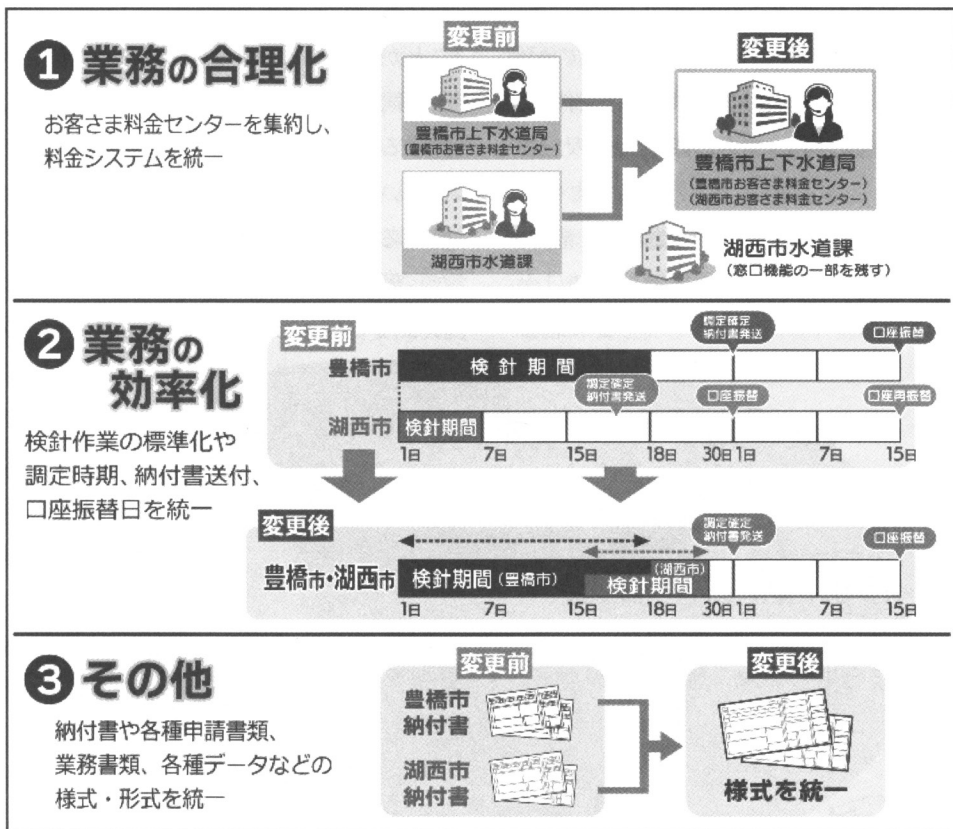 ❶ 業務の合理化
お客さま料金センターを集約し、
料金システムを統一
変更前
豊橋市上下水道局
(豊橋市お客さま料金センター)
湖西市水道課
変更後
豊橋市上下水道局
(豊橋市お客さま料金センター)
(湖西市お客さま料金センター)
湖西市水道課
(窓口機能の一部を残す)
❷ 業務の
効率化
検針作業の標準化や
調定時期、納付書送付、
口座振替日を統一
変更前
調定確定
納付書発送
口座振替
豊橋市
検針期間
調定確定
納付書発送
口座振替
口座再振替
湖西市
検針期間
1日 7日 15日 18日 30日 1日 7日 15日
変更後
調定確定
納付書発送
口座振替
豊橋市・湖西市
検針期間(豊橋市)
(湖西市)
検針期間
1日 7日 15日 18日 30日 1日 7日 15日
❸ その他
納付書や各種申請書類、
業務書類、各種データなどの
様式・形式を統一
変更前
豊橋市
納付書
湖西市
納付書
変更後
様式を統一